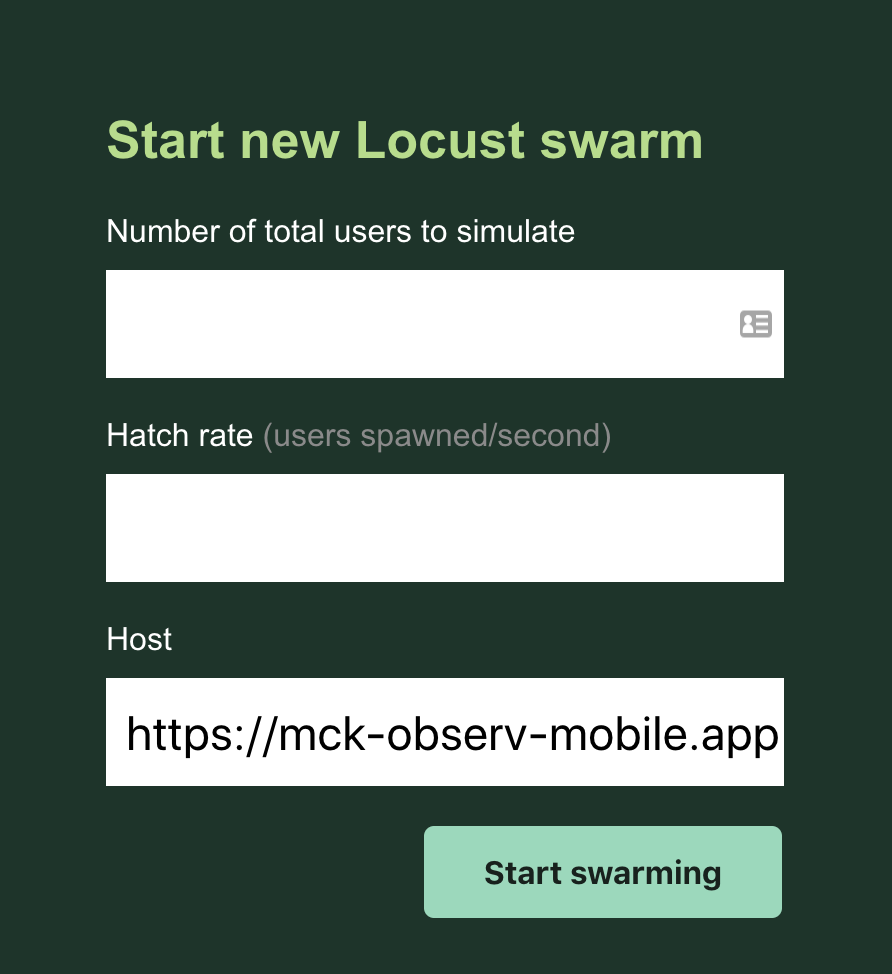 Start new Locust swarm
Number of total users to simulate
Hatch rate (users spawned/second)
Host
https://mck-observ-mobile.app
Start swarming